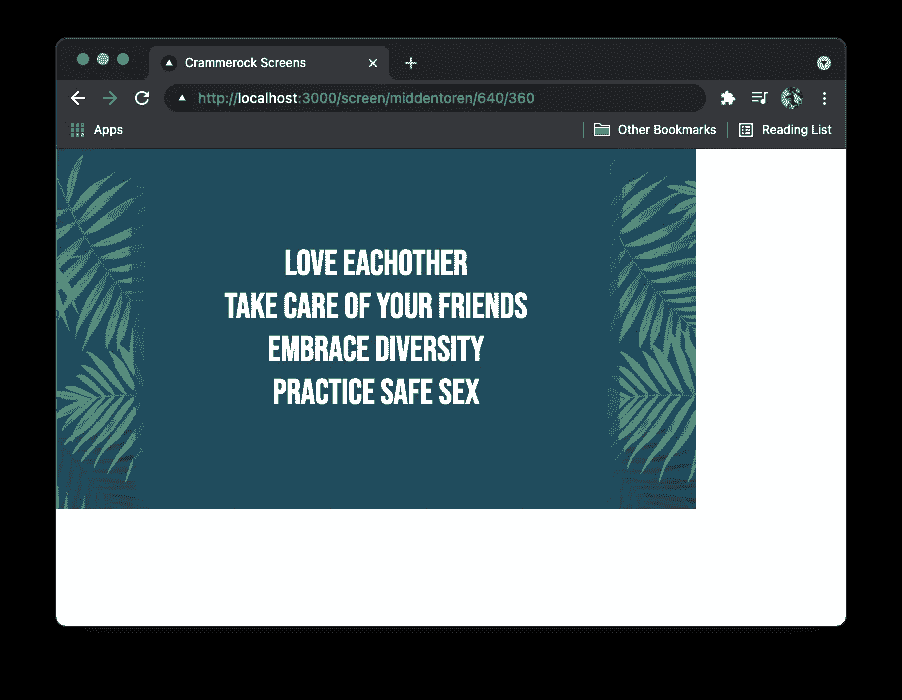 Crammerock Screens
http://localhost:3000/screen/middentoren/640/360
Apps
Other Bookmarks
Reading List
LOVE EACHOTHER
TAKE CARE OF YOUR FRIENDS
EMBRACE DIVERSITY
PRACTICE SAFE SEX